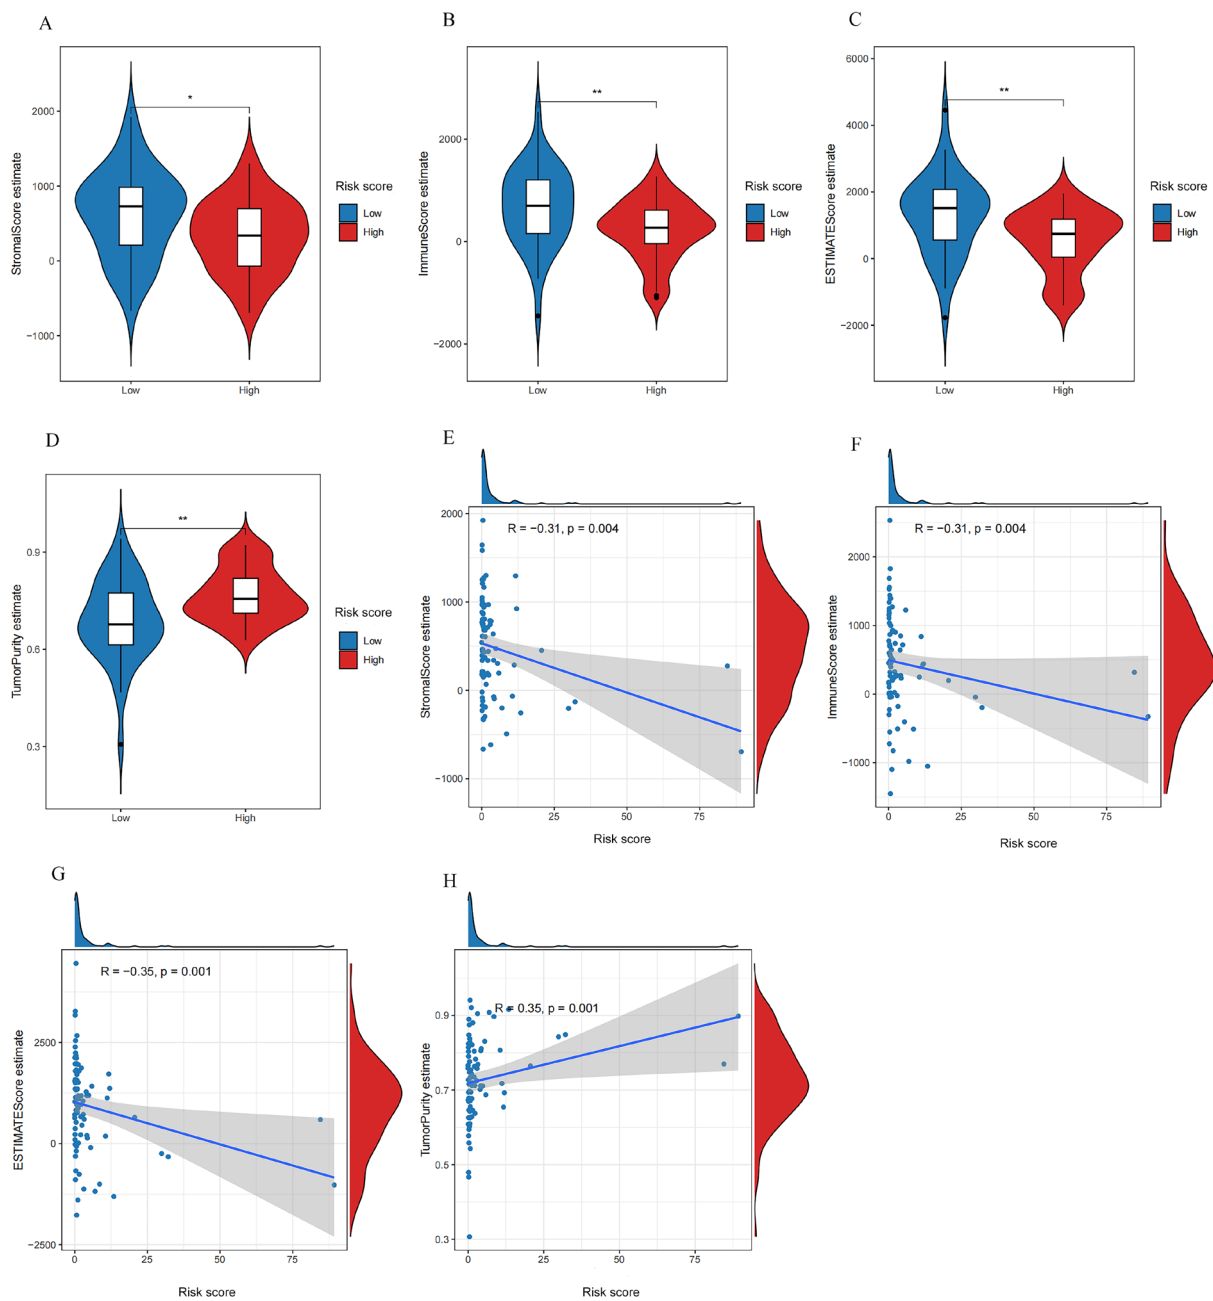 A
StromalScore estimate
2000
1000
0
−1000
*
Low
High
Risk score
Low
High
B
ImmuneScore estimate
2000
0
−2000
**
Low
High
Risk score
Low
High
C
ESTIMATEScore estimate
6000
4000
2000
0
−2000
**
Low
High
Risk score
Low
High
D
TumorPurity estimate
0.9
0.6
0.3
**
Low
High
Risk score
Low
High
E
R = −0.31, p = 0.004
StromalScore estimate
2000
1000
0
−1000
0
25
50
75
Risk score
F
R = −0.31, p = 0.004
ImmuneScore estimate
2000
1000
0
−1000
0
25
50
75
Risk score
G
R = −0.35, p = 0.001
ESTIMATEScore estimate
2500
0
−2500
0
25
50
75
Risk score
H
R = 0.35, p = 0.001
TumorPurity estimate
0.9
0.7
0.5
0.3
0
25
50
75
Risk score